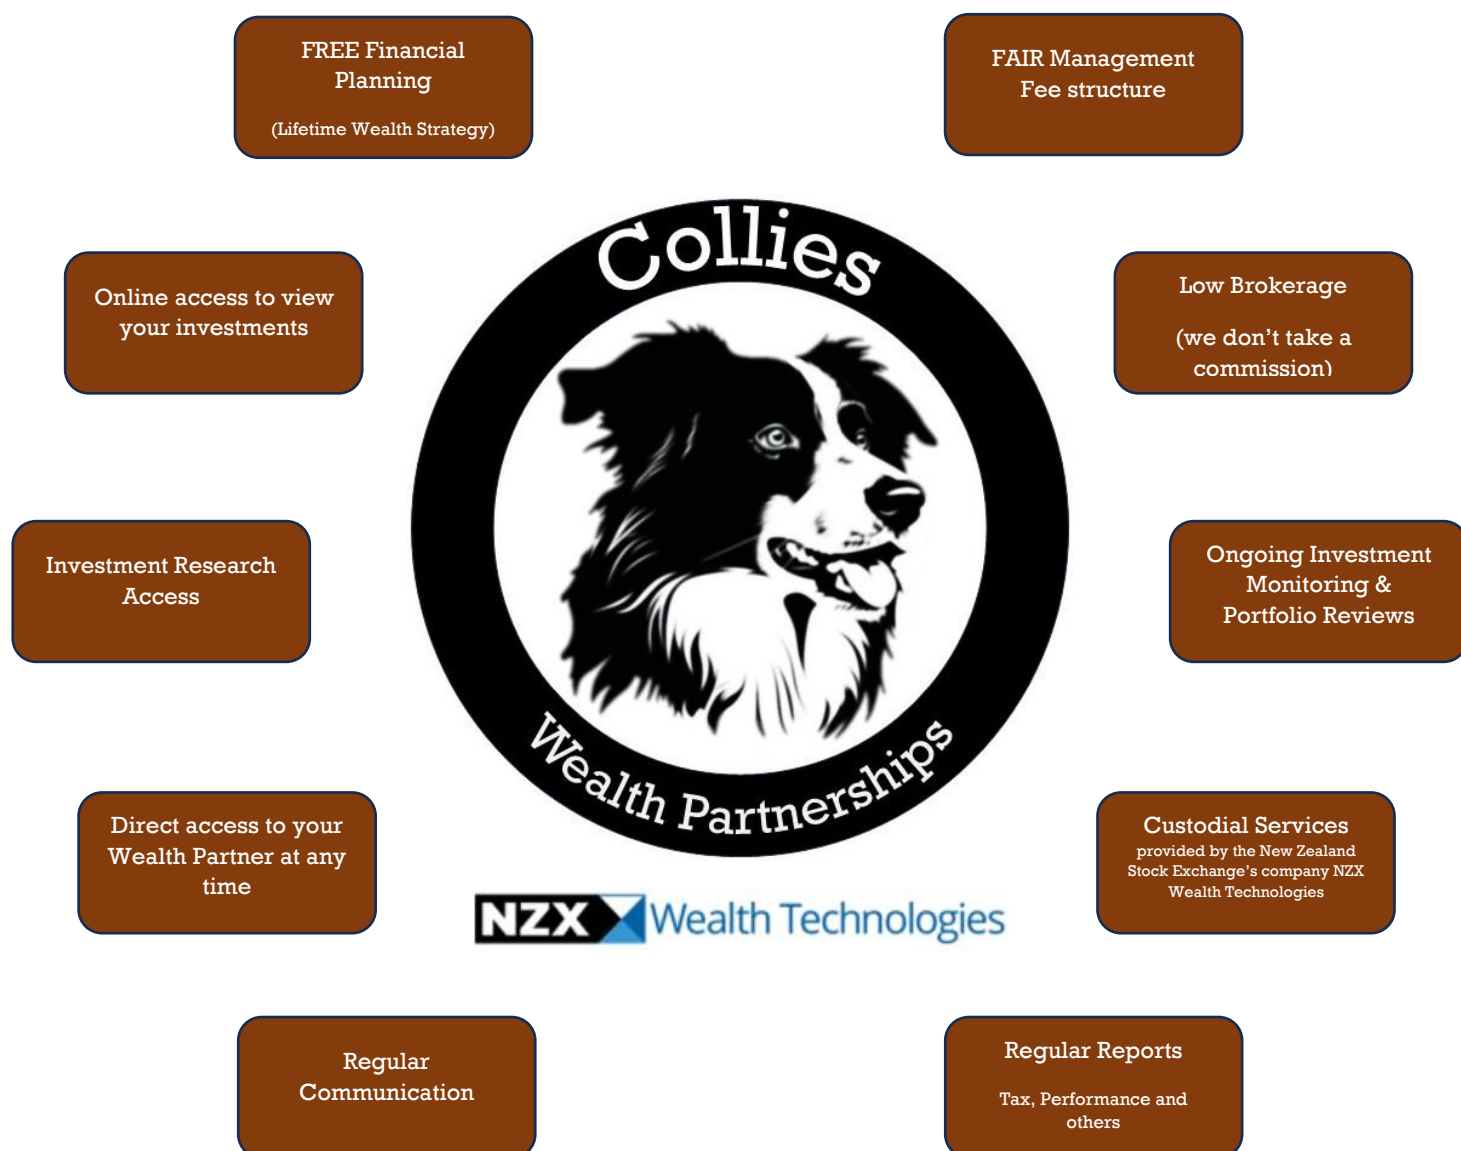 FREE Financial
Planning
(Lifetime Wealth Strategy)
FAIR Management
Fee structure
Collies
Online access to view
your investments
Low Brokerage
(we don’t take a
commission)
Investment Research
Access
Ongoing Investment
Monitoring &
Portfolio Reviews
Wealth Partnerships
Direct access to your
Wealth Partner at any
time
Custodial Services
provided by the New Zealand
Stock Exchange’s company NZX
Wealth Technologies
NZX Wealth Technologies
Regular
Communication
Regular Reports
Tax, Performance and
others